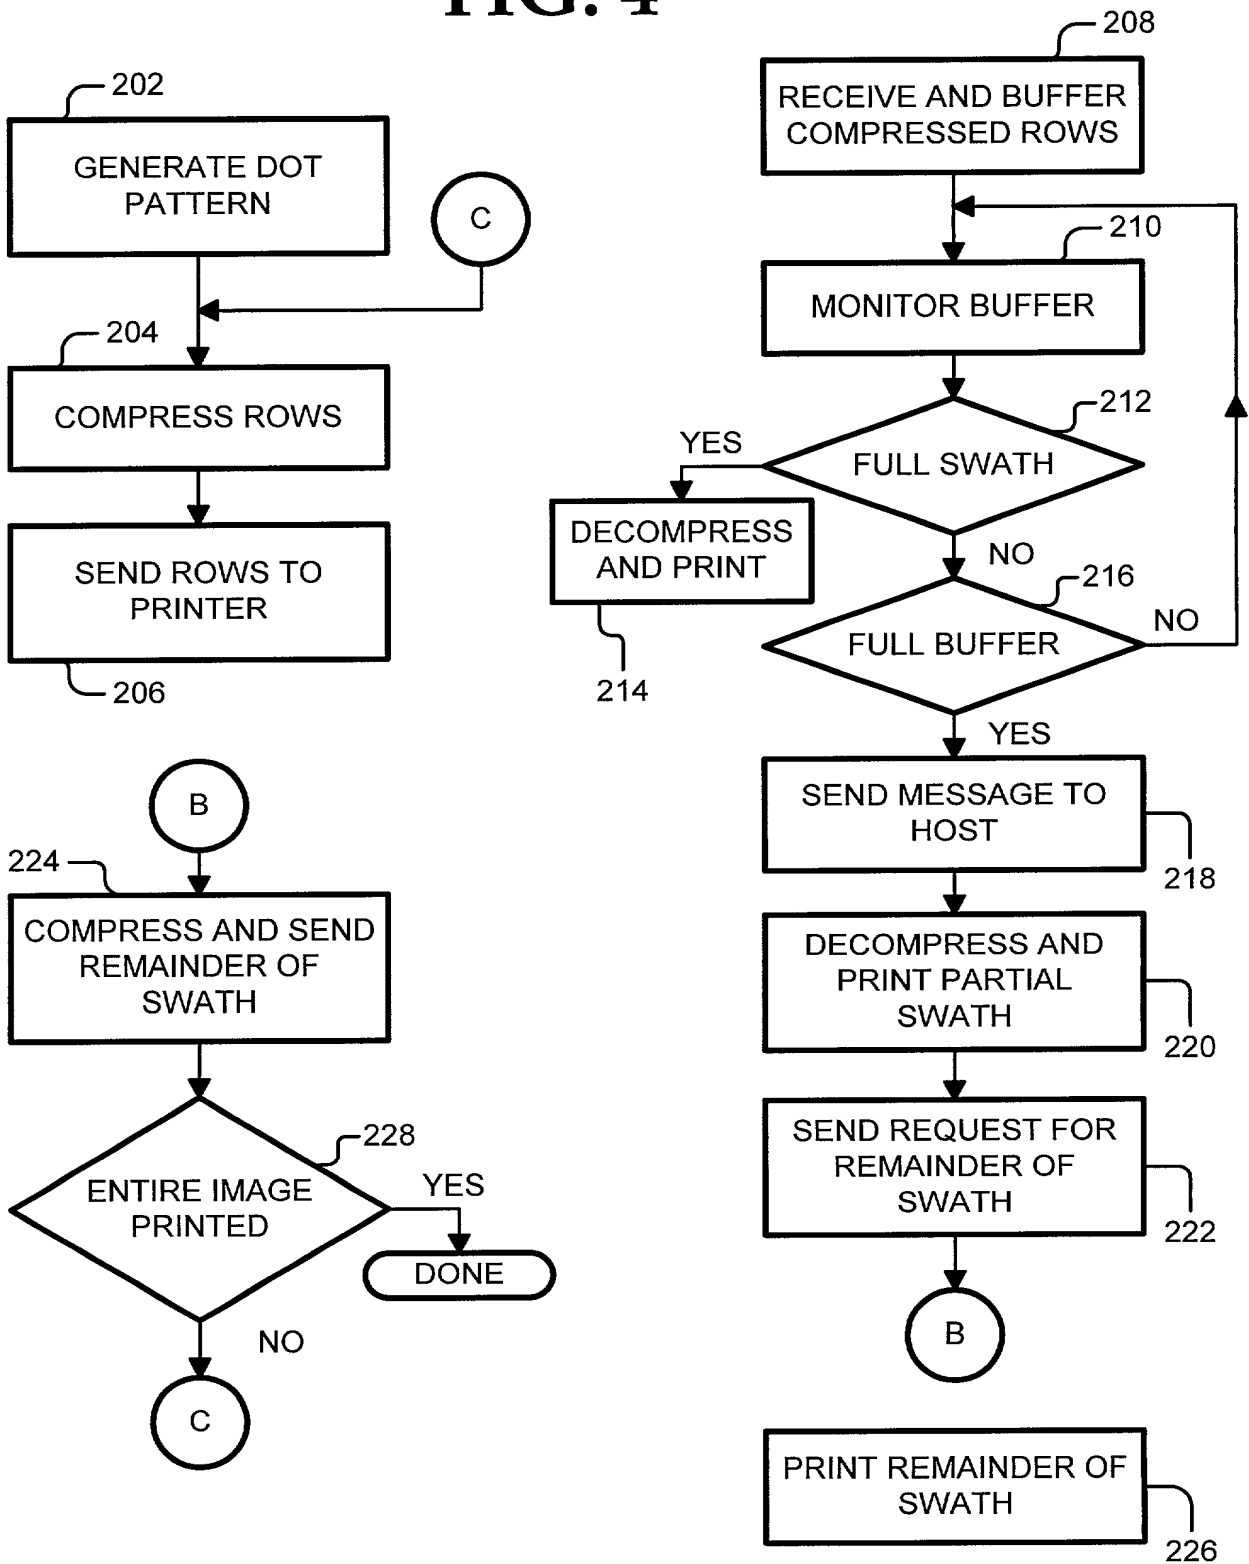 FIG. 4
202
GENERATE DOT
PATTERN
C
204
COMPRESS ROWS
SEND ROWS TO
PRINTER
206
B
224
COMPRESS AND SEND
REMAINDER OF
SWATH
228
ENTIRE IMAGE
PRINTED
YES
DONE
NO
C
208
RECEIVE AND BUFFER
COMPRESSED ROWS
210
MONITOR BUFFER
212
FULL SWATH
YES
DECOMPRESS
AND PRINT
214
NO
216
FULL BUFFER
NO
YES
SEND MESSAGE TO
HOST
218
DECOMPRESS AND
PRINT PARTIAL
SWATH
220
SEND REQUEST FOR
REMAINDER OF
SWATH
222
B
PRINT REMAINDER OF
SWATH
226